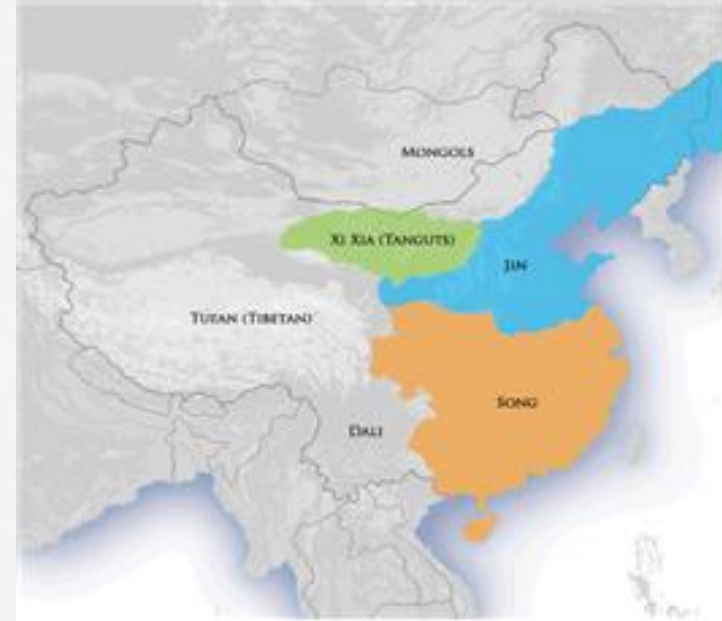 MONGOLS
XI XIA (TANGUTS)
JIN
TUFAN (TIBETAN)
SONG
DALI